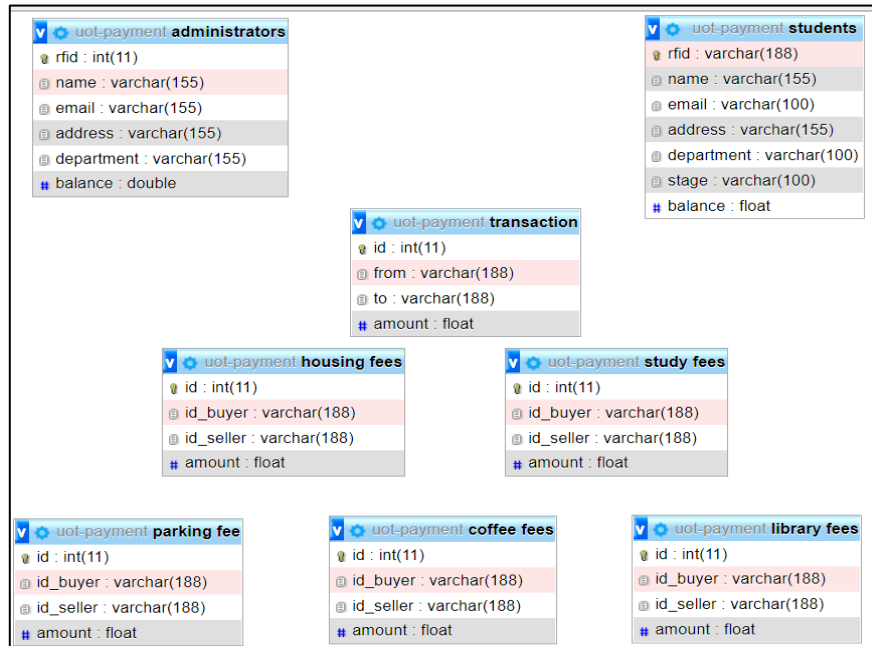 uot-payment administrators
rfid : int(11)
name : varchar(155)
email : varchar(155)
address : varchar(155)
department : varchar(155)
balance : double
uot-payment students
rfid : varchar(188)
name : varchar(155)
email : varchar(100)
address : varchar(155)
department : varchar(100)
stage : varchar(100)
balance : float
uot-payment transaction
id : int(11)
from : varchar(188)
to : varchar(188)
amount : float
uot-payment housing fees
id : int(11)
id_buyer : varchar(188)
id_seller : varchar(188)
amount : float
uot-payment study fees
id : int(11)
id_buyer : varchar(188)
id_seller : varchar(188)
amount : float
uot-payment parking fee
id : int(11)
id_buyer : varchar(188)
id_seller : varchar(188)
amount : float
uot-payment coffee fees
id : int(11)
id_buyer : varchar(188)
id_seller : varchar(188)
amount : float
uot-payment library fees
id : int(11)
id_buyer : varchar(188)
id_seller : varchar(188)
amount : float